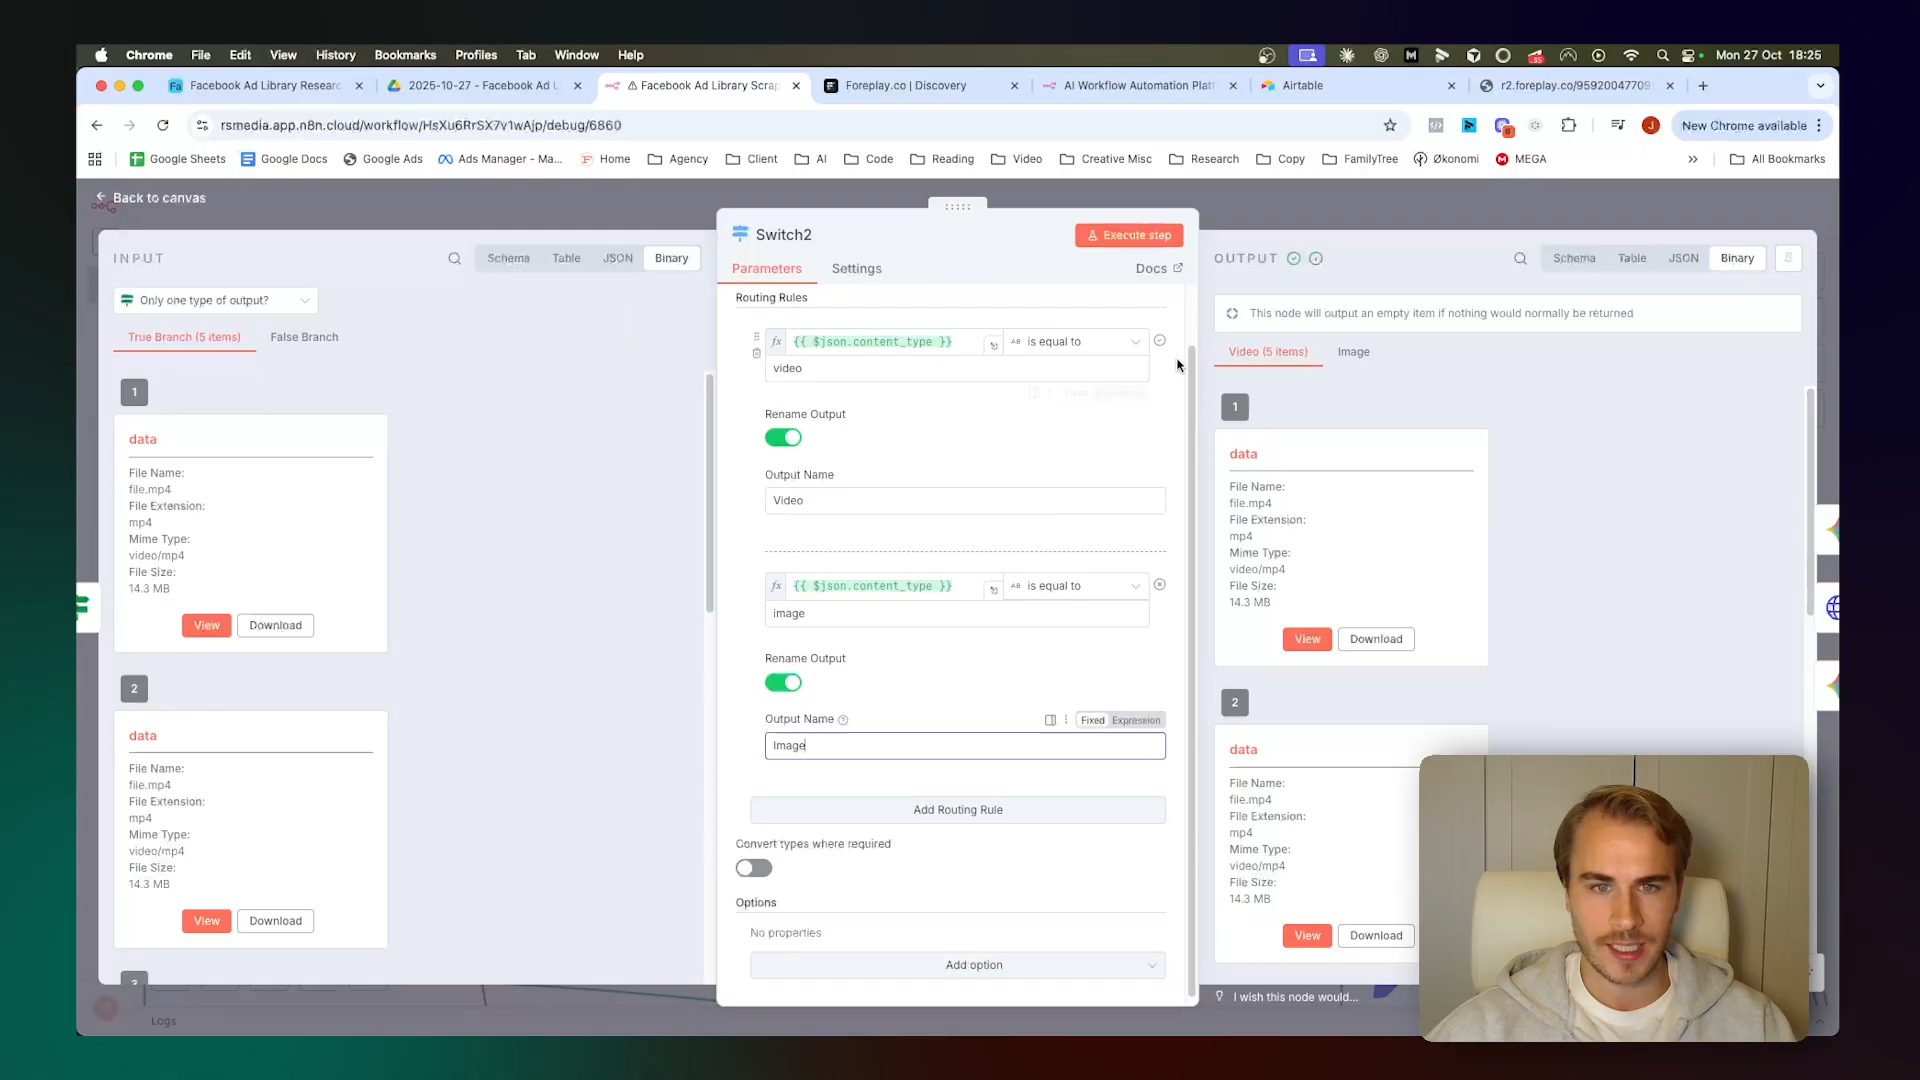 Chrome File Edit View History Bookmarks Profiles Tab Window Help
Mon 27 Oct 18:25
Facebook Ad Library Researc
2025-10-27 - Facebook Ad L
Facebook Ad Library Scrap
Foreplay.co | Discovery
AI Workflow Automation Platf
Airtable
r2.foreplay.co/95920047709
rsmedia.app.n8n.cloud/workflow/HsXu6RrSX7v1wAjp/debug/6860
New Chrome available
Google Sheets
Google Docs
Google Ads
Ads Manager - Ma...
Home
Agency
Client
AI
Code
Reading
Video
Creative Misc
Research
Copy
FamilyTree
Økonomi
MEGA
All Bookmarks
Back to canvas
INPUT
Schema Table JSON Binary
Only one type of output?
True Branch (5 items) False Branch
1
data
File Name:
file.mp4
File Extension:
mp4
Mime Type:
video/mp4
File Size:
14.3 MB
View Download
2
data
File Name:
file.mp4
File Extension:
mp4
Mime Type:
video/mp4
File Size:
14.3 MB
View Download
3
Logs
Switch2
Execute step
Parameters Settings Docs
Routing Rules
fx {{ $json.content_type }} is equal to
video
Fixed
Rename Output
Output Name
Video
fx {{ $json.content_type }} is equal to
image
Rename Output
Output Name Fixed Expression
Image
Add Routing Rule
Convert types where required
Options
No properties
Add option
OUTPUT
Schema Table JSON Binary
This node will output an empty item if nothing would normally be returned
Video (5 items) Image
1
data
File Name:
file.mp4
File Extension:
mp4
Mime Type:
video/mp4
File Size:
14.3 MB
View Download
2
data
File Name:
file.mp4
File Extension:
mp4
Mime Type:
video/mp4
File Size:
14.3 MB
View Download
I wish this node would...